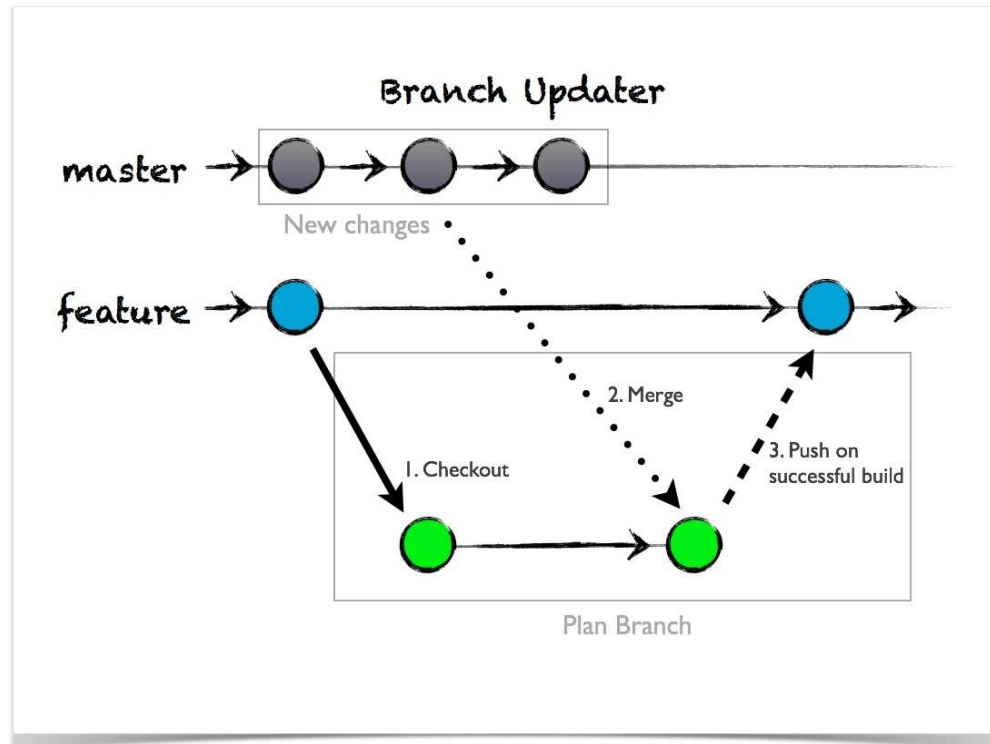 Branch Updater
master
New changes
feature
2. Merge
1. Checkout
3. Push on
successful build
Plan Branch